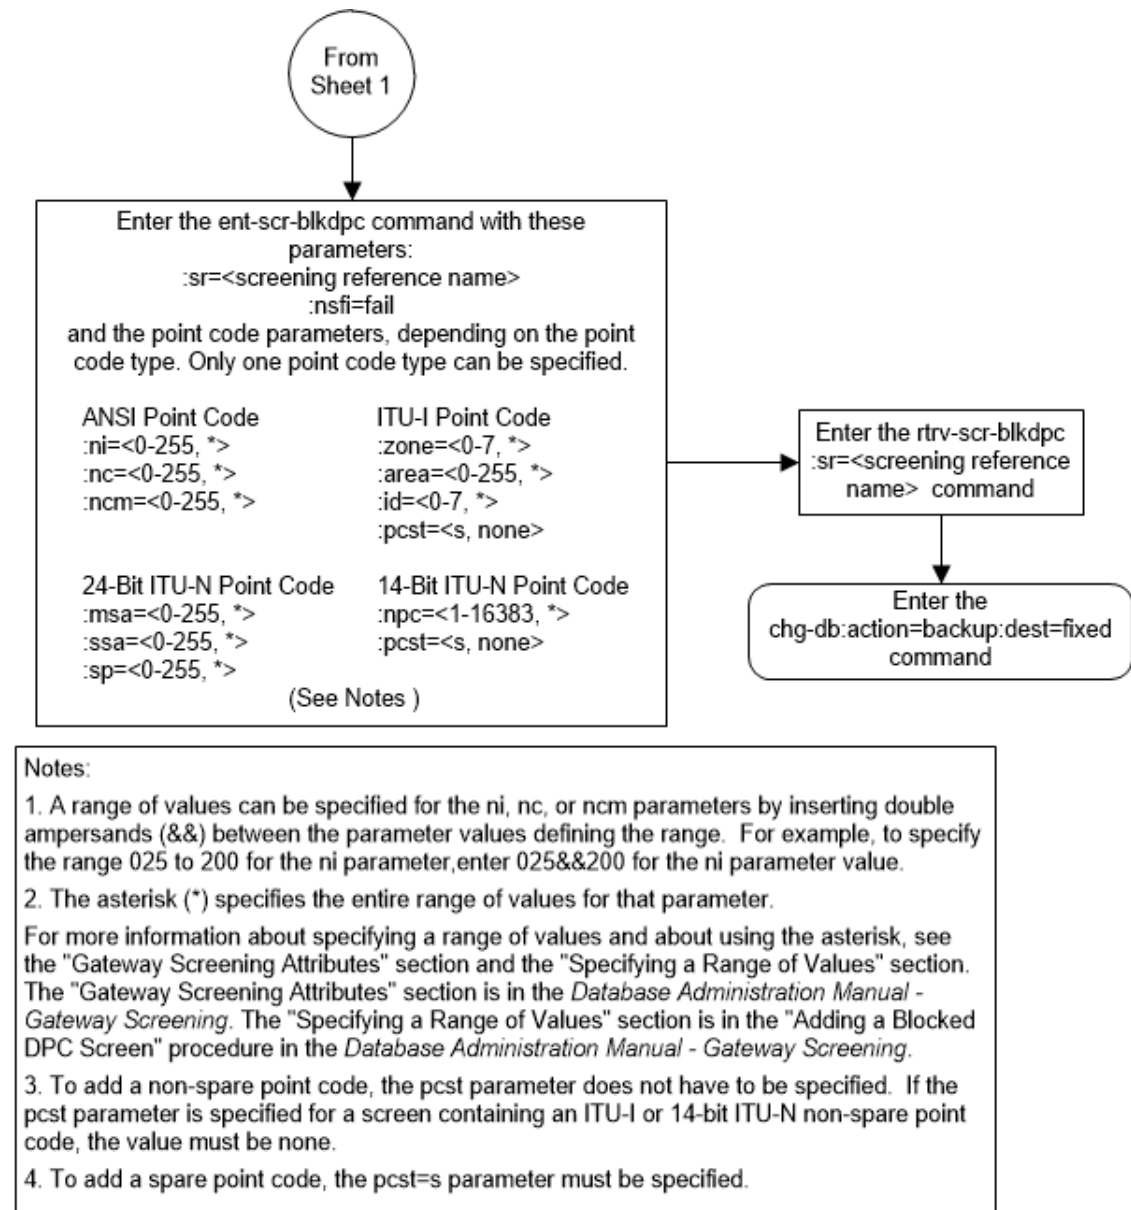 From
Sheet 1
Enter the ent-scr-blkdpc command with these
parameters:
:sr=<screening reference name>
:nsfi=fail
and the point code parameters, depending on the point
code type. Only one point code type can be specified.
ANSI Point Code
:ni=<0-255, *>
:nc=<0-255, *>
:ncm=<0-255, *>
ITU-I Point Code
:zone=<0-7, *>
:area=<0-255, *>
:id=<0-7, *>
:pcst=<s, none>
24-Bit ITU-N Point Code
:msa=<0-255, *>
:ssa=<0-255, *>
:sp=<0-255, *>
14-Bit ITU-N Point Code
:npc=<1-16383, *>
:pcst=<s, none>
(See Notes )
Enter the rtrv-scr-blkdpc
:sr=<screening reference
name> command
Enter the
chg-db:action=backup:dest=fixed
command
Notes:
1. A range of values can be specified for the ni, nc, or ncm parameters by inserting double
ampersands (&&) between the parameter values defining the range. For example, to specify
the range 025 to 200 for the ni parameter,enter 025&&200 for the ni parameter value.
2. The asterisk (*) specifies the entire range of values for that parameter.
For more information about specifying a range of values and about using the asterisk, see
the "Gateway Screening Attributes" section and the "Specifying a Range of Values" section.
The "Gateway Screening Attributes" section is in the Database Administration Manual -
Gateway Screening. The "Specifying a Range of Values" section is in the "Adding a Blocked
DPC Screen" procedure in the Database Administration Manual - Gateway Screening.
3. To add a non-spare point code, the pcst parameter does not have to be specified. If the
pcst parameter is specified for a screen containing an ITU-I or 14-bit ITU-N non-spare point
code, the value must be none.
4. To add a spare point code, the pcst=s parameter must be specified.